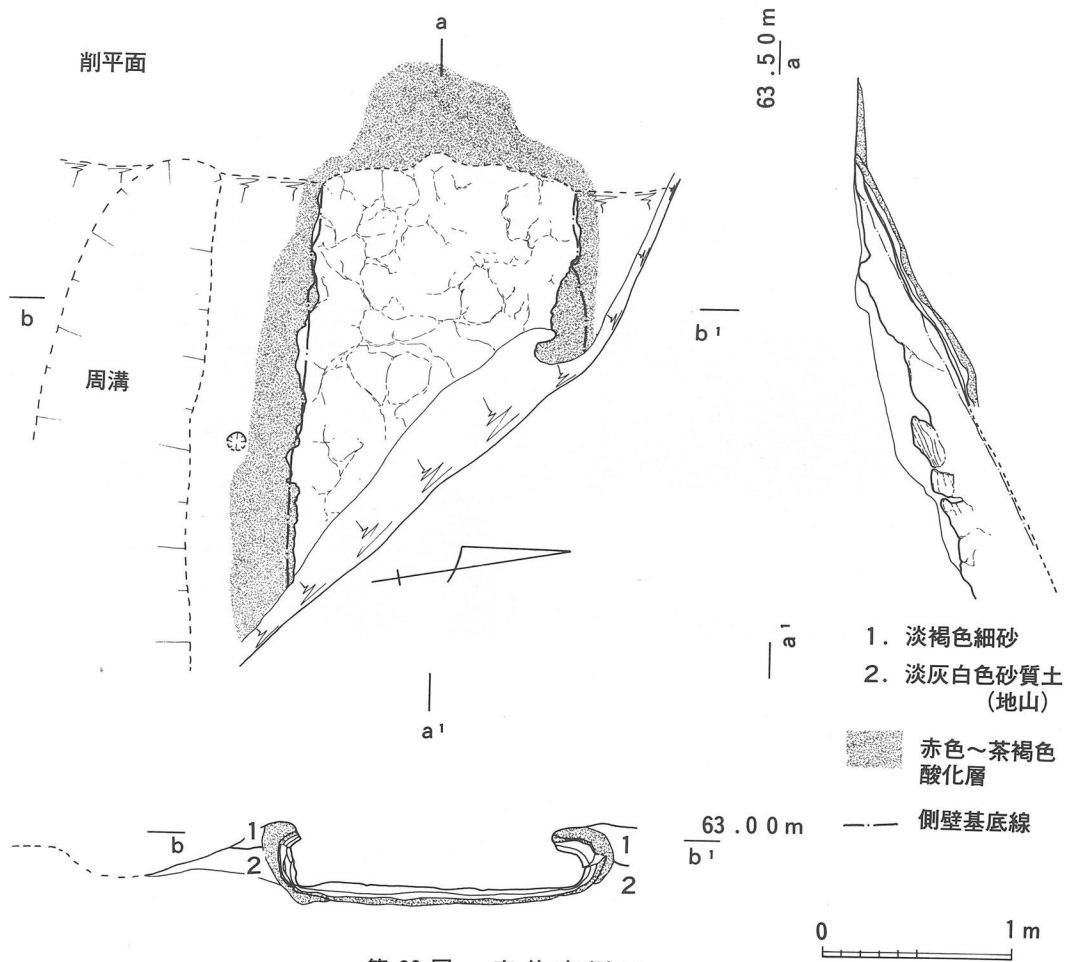 a
削平面
63.50m
a
b
b¹
周溝
a¹
a¹
1. 淡褐色細砂
2. 淡灰白色砂質土
(地山)
赤色～茶褐色
酸化層
側壁基底線
b
1
2
63.00m
b¹
1
2
0 1m